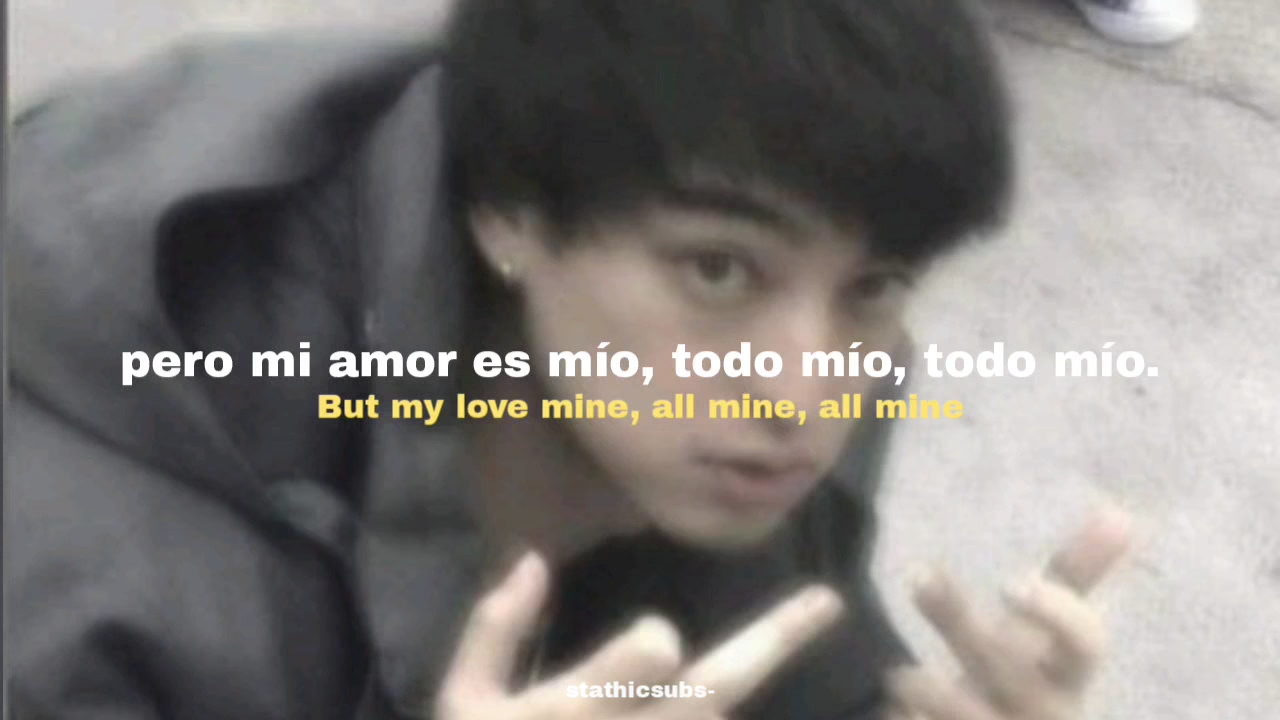 pero mi amor es mío, todo mío, todo mío.
But my love mine, all mine, all mine
stathicsubs-